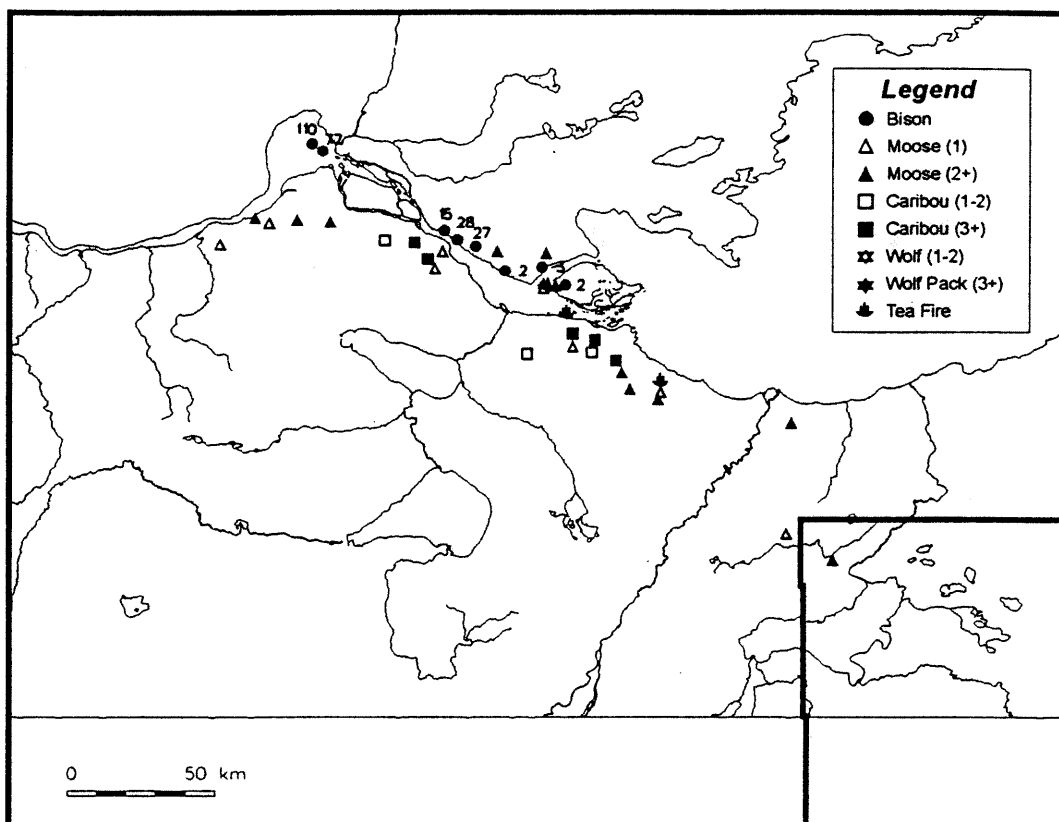 Legend
Bison
Moose (1)
Moose (2+)
Caribou (1-2)
Caribou (3+)
Wolf (1-2)
Wolf Pack (3+)
Tea Fire
110
15
28
27
2
3
2
0 50 km